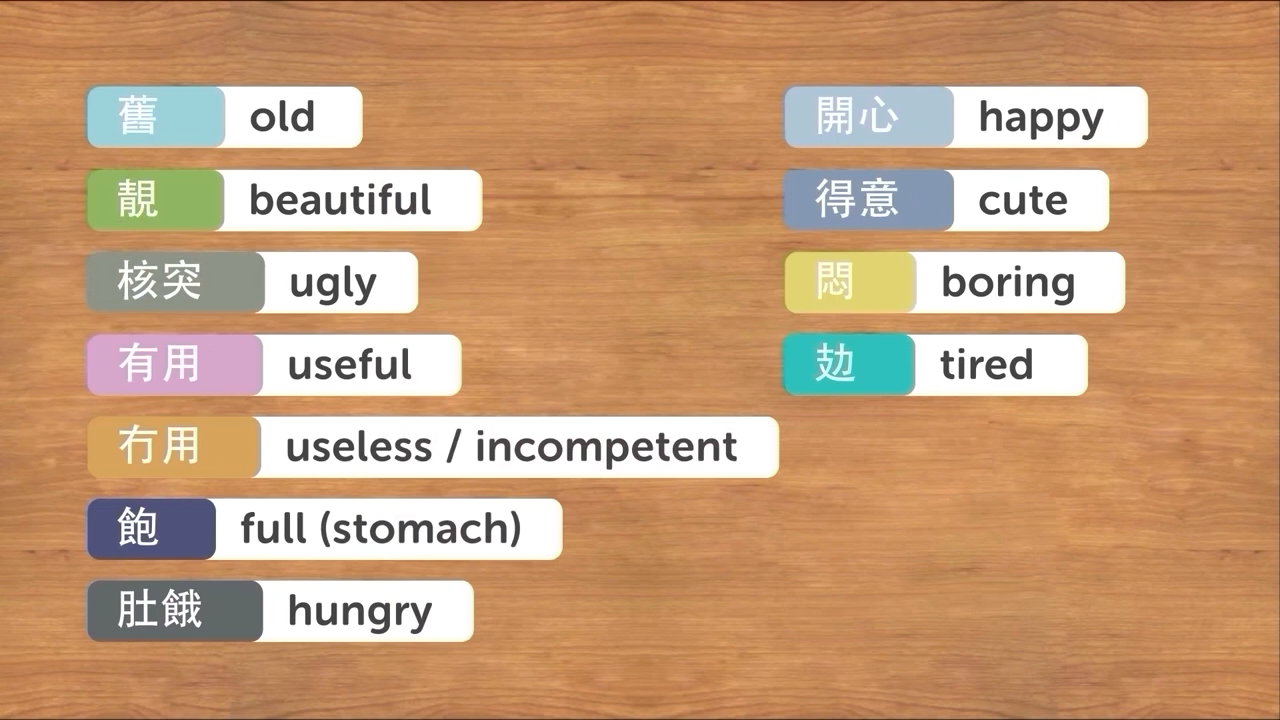 舊 old
靚 beautiful
核突 ugly
有用 useful
冇用 useless / incompetent
飽 full (stomach)
肚餓 hungry
開心 happy
得意 cute
悶 boring
攰 tired